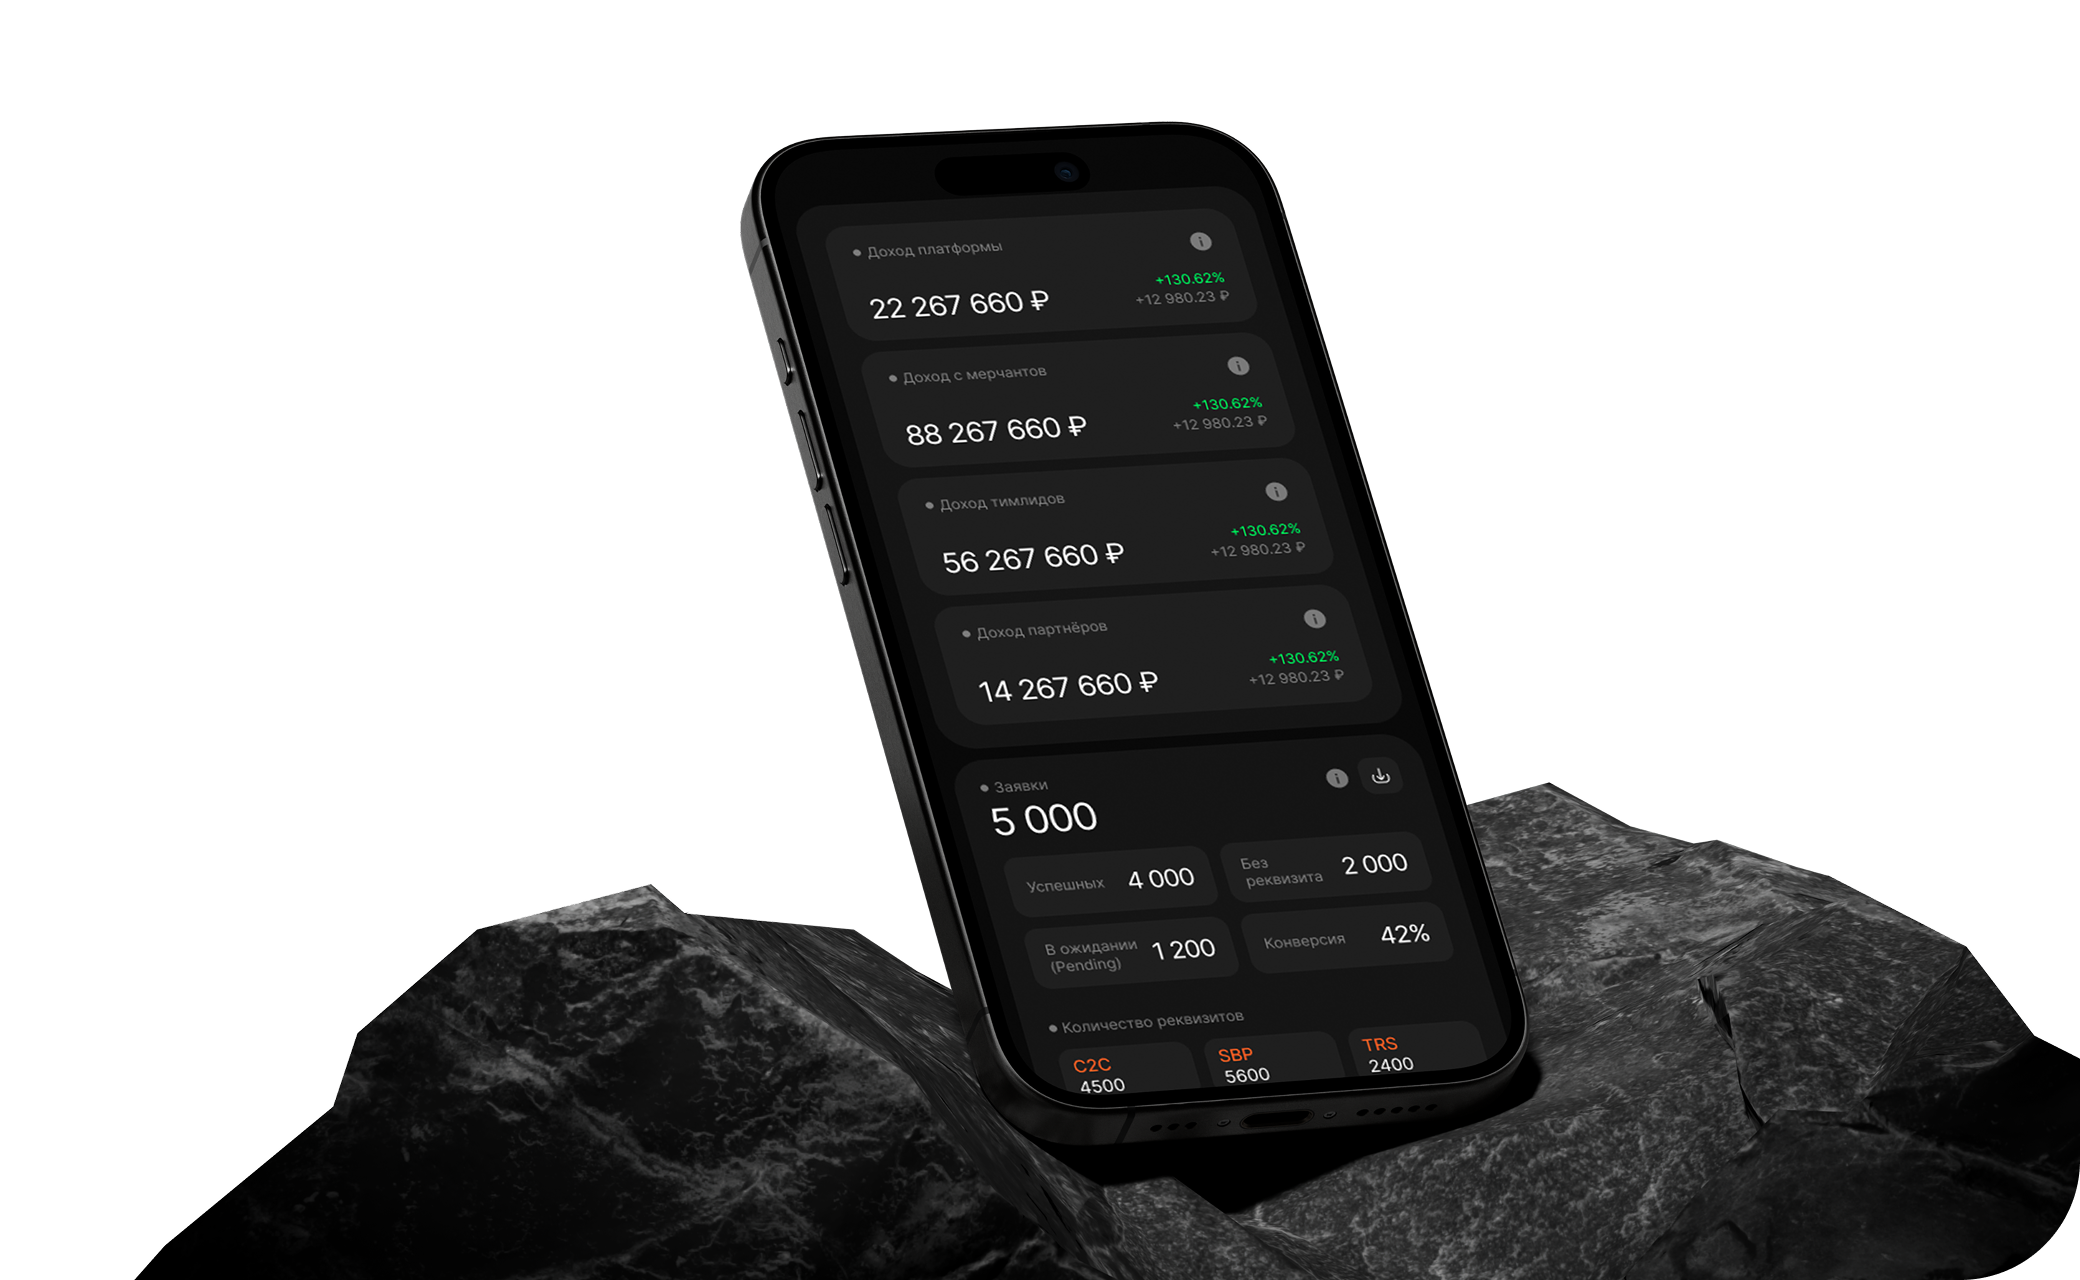 Доход платформы
22 267 660 ₽
+130.62%
+12 980.23 ₽
Доход с мерчантов
88 267 660 ₽
+130.62%
+12 980.23 ₽
Доход тимлидов
56 267 660 ₽
+130.62%
+12 980.23 ₽
Доход партнёров
14 267 660 ₽
+130.62%
+12 980.23 ₽
Заявки
5 000
Успешных
4 000
Без
реквизита
2 000
В ожидании
(Pending)
1 200
Конверсия
42%
Количество реквизитов
C2C
4500
SBP
5600
TRS
2400